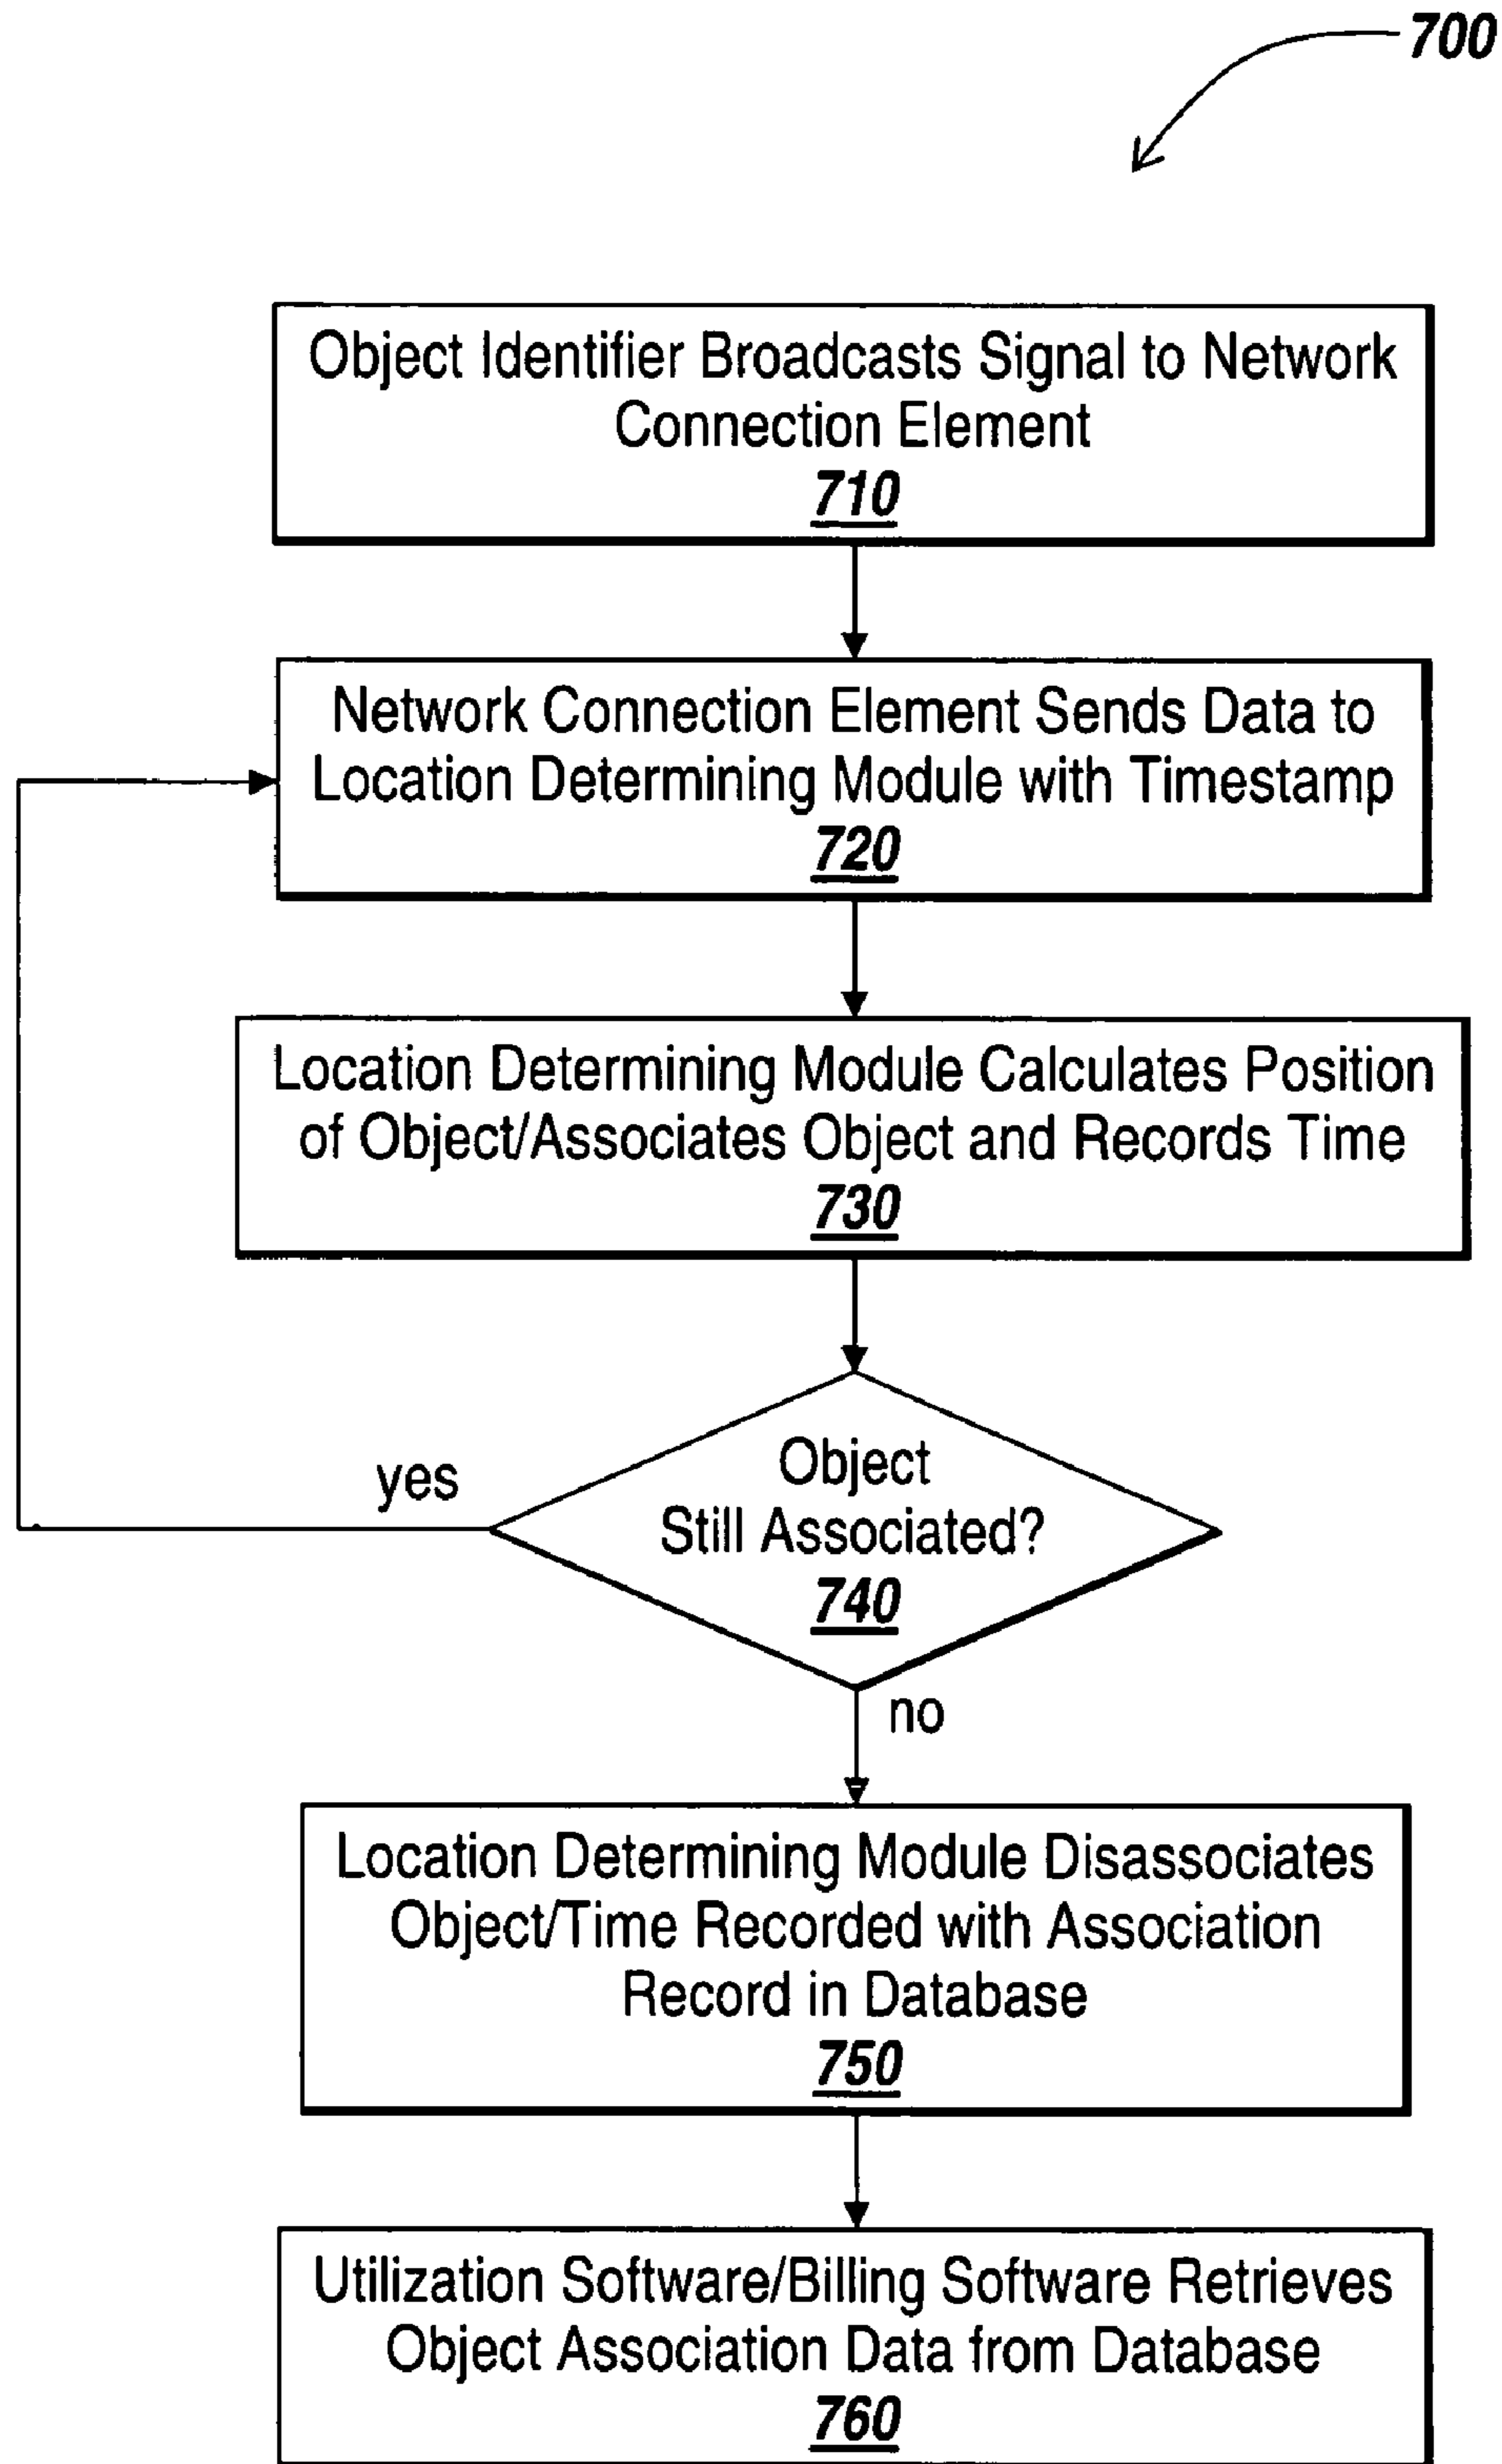 700
Object Identifier Broadcasts Signal to Network
Connection Element
710
Network Connection Element Sends Data to
Location Determining Module with Timestamp
720
Location Determining Module Calculates Position
of Object/Associates Object and Records Time
730
Object
Still Associated?
740
yes
no
Location Determining Module Disassociates
Object/Time Recorded with Association
Record in Database
750
Utilization Software/Billing Software Retrieves
Object Association Data from Database
760